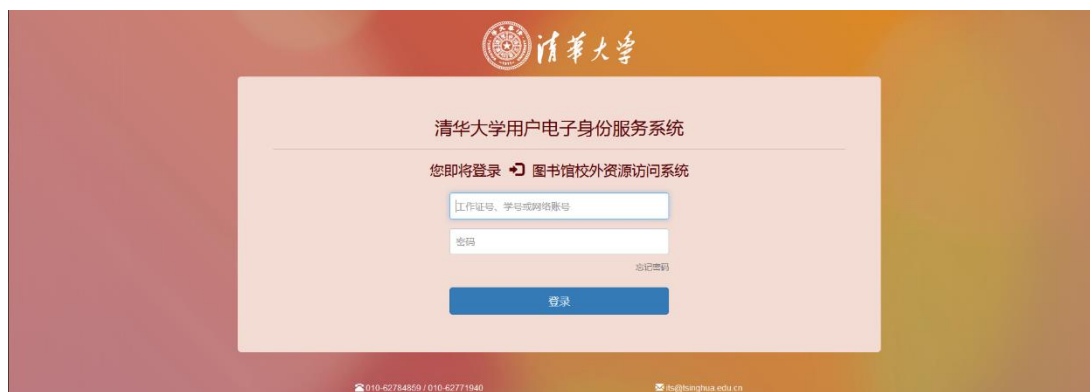 清华大学
清华大学用户电子身份服务系统
您即将登录 图书馆校外资源访问系统
工作证号、学号或网络账号
密码
忘记密码
登录
010-62784859 / 010-62771940 its@tsinghua.edu.cn